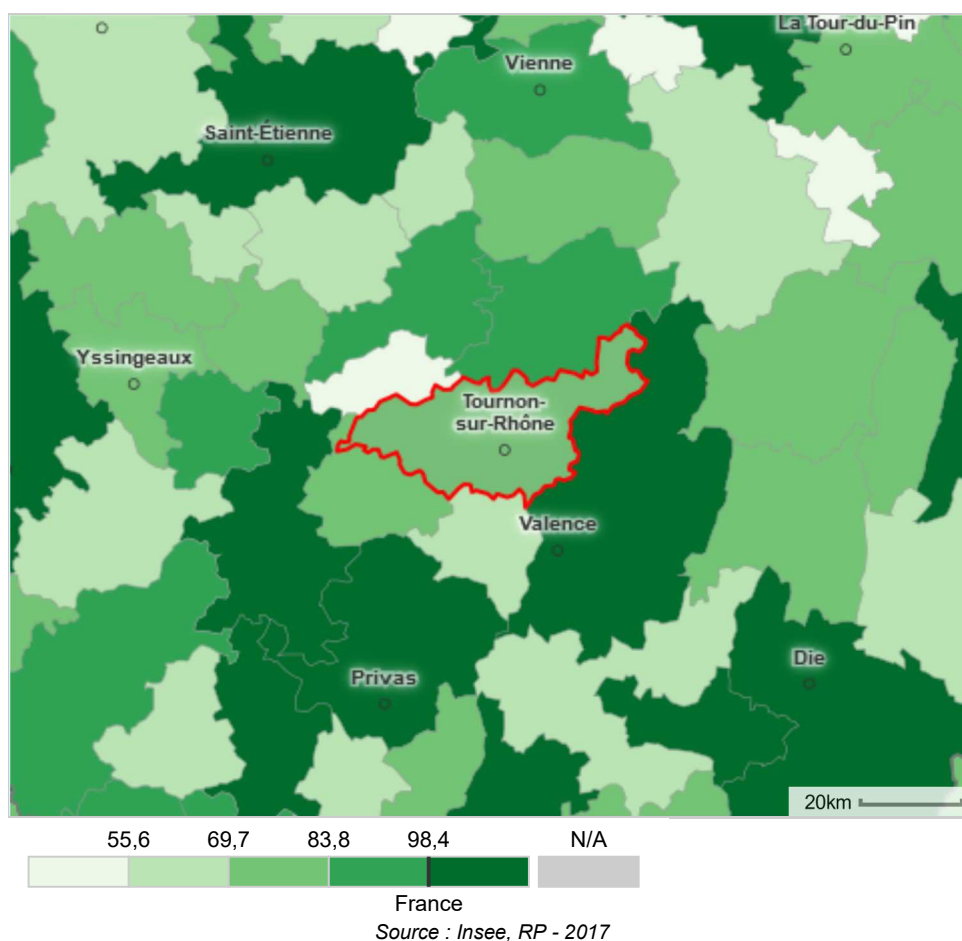 La Tour-du-Pin
Vienne
Saint-Étienne
Yssingeaux
Tournon-
sur-Rhône
Valence
Privas
Die
20km
55,6 69,7 83,8 98,4 N/A
France
Source : Insee, RP - 2017